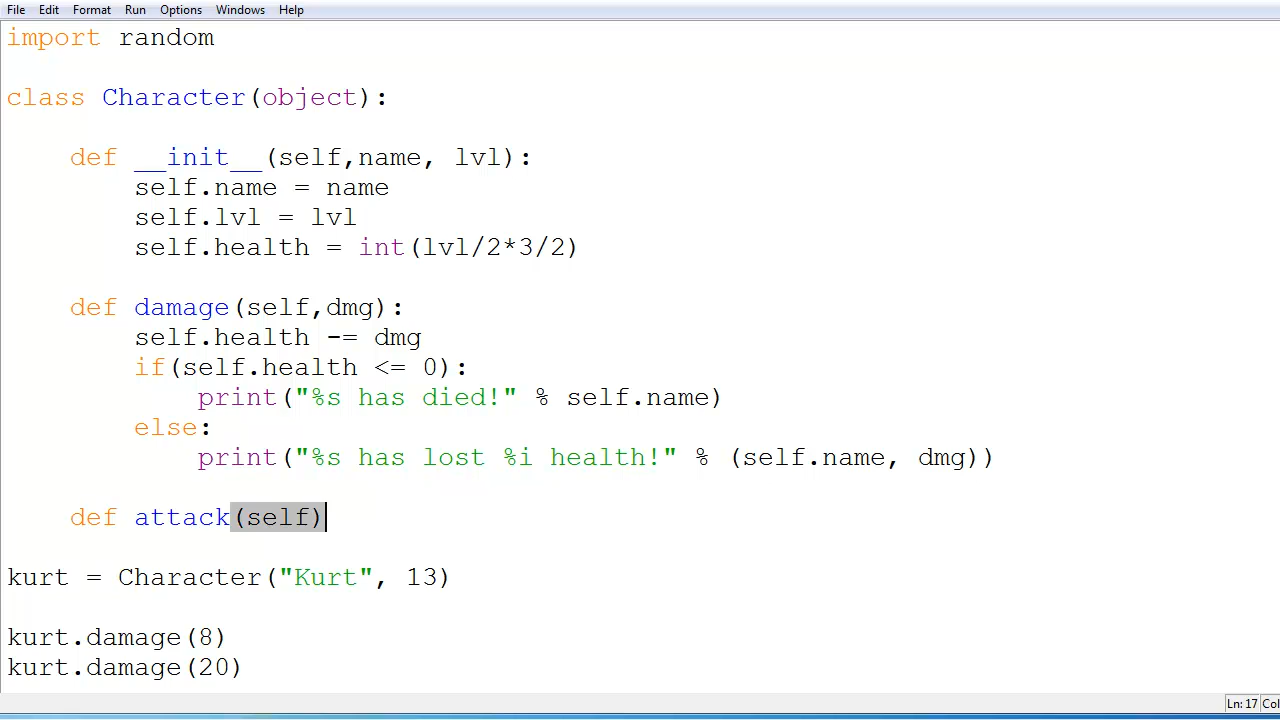 File Edit Format Run Options Windows Help
import random
class Character(object):
    def __init__(self,name, lvl):
        self.name = name
        self.lvl = lvl
        self.health = int(lvl/2*3/2)
    def damage(self,dmg):
        self.health -= dmg
        if(self.health <= 0):
            print("%s has died!" % self.name)
        else:
            print("%s has lost %i health!" % (self.name, dmg))
    def attack(self)
kurt = Character("Kurt", 13)
kurt.damage(8)
kurt.damage(20)
Ln: 17 Col